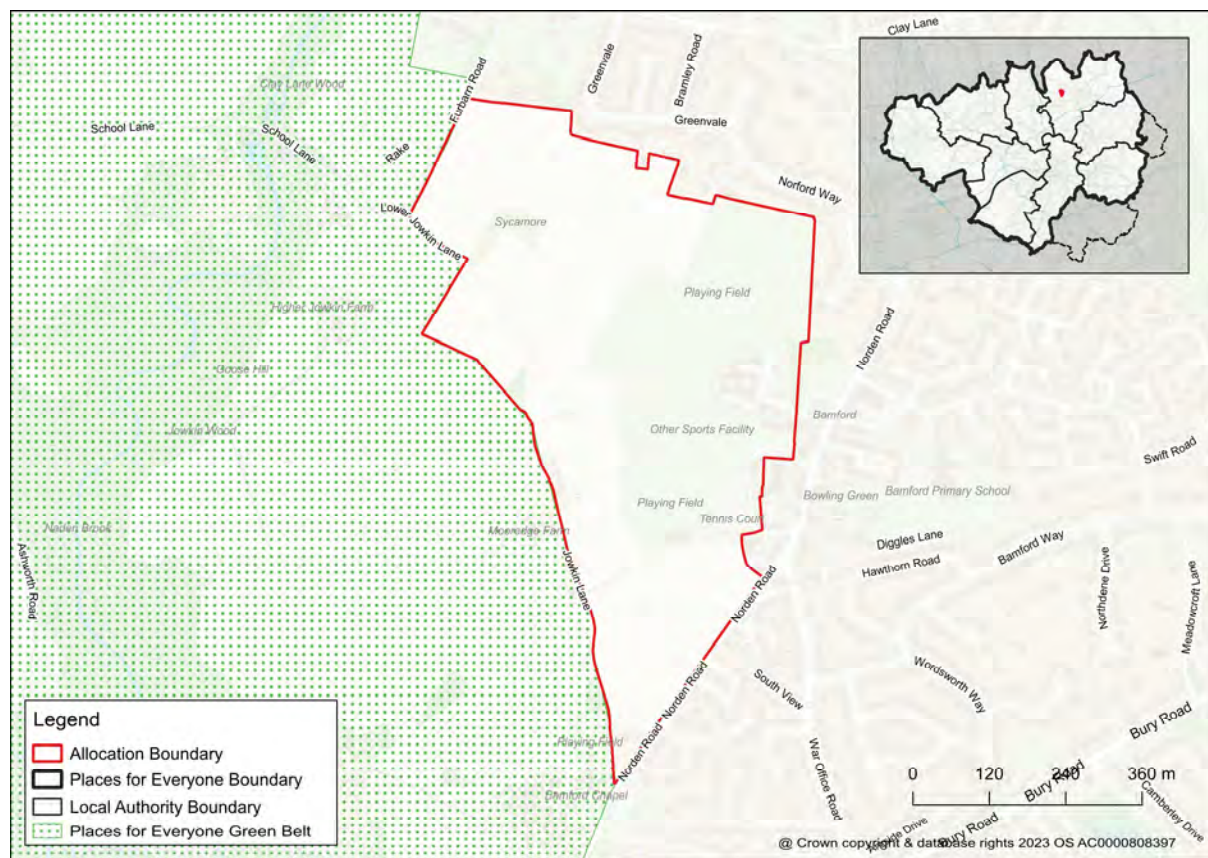 Clay Lane
Clay Lane Wood
Furbarn Road
Greenvale
Bramley Road
Greenvale
School Lane
School Lane
Rake
Norford Way
Lower Jowkin Lane
Sycamore
Playing Field
Higher Jowkin Farm
Norden Road
Goose Hill
Bamford
Jowkin Wood
Other Sports Facility
Swift Road
Bowling Green
Bamford Primary School
Playing Field
Tennis Court
Naden Brook
Mooredge Farm
Diggles Lane
Hawthorn Road
Bamford Way
Ashworth Road
Jowkin Lane
Norden Road
Northdene Drive
Meadowcroft Lane
Norden Road
South View
Wordsworth Way
Norden Road
Bury Road
Playing Field
War Office Road
Bamford Chapel
Bury Road
Camberley Drive
Bury Road
Drive
Legend
Allocation Boundary
Places for Everyone Boundary
Local Authority Boundary
Places for Everyone Green Belt
0 120 240 360 m
@ Crown copyright & database rights 2023 OS AC0000808397